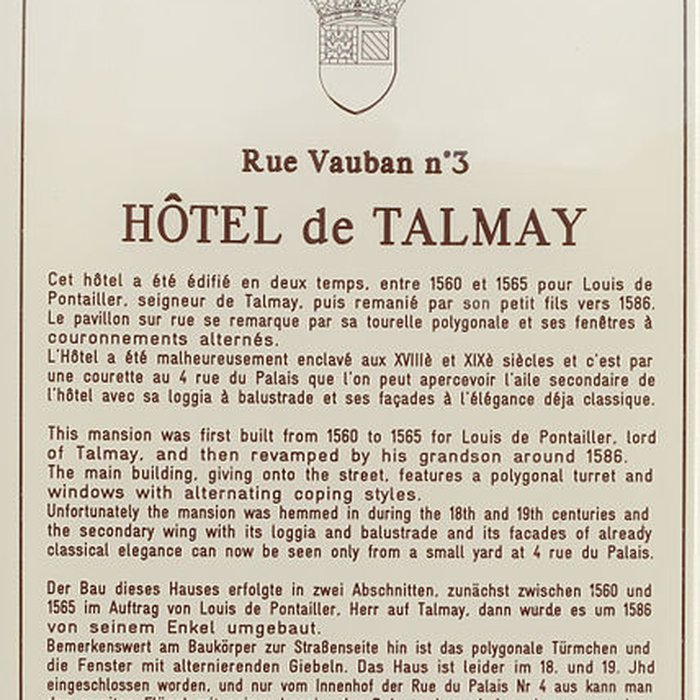 Rue Vauban n°3
HÔTEL de TALMAY
Cet hôtel a été édifié en deux temps, entre 1560 et 1565 pour Louis de
Pontailler, seigneur de Talmay, puis remanié par son petit fils vers 1586.
Le pavillon sur rue se remarque par sa tourelle polygonale et ses fenêtres à
couronnements alternés.
L'Hôtel a été malheureusement enclavé aux XVIIIè et XIXè siècles et c'est par
une courette au 4 rue du Palais que l'on peut apercevoir l'aile secondaire de
l'hôtel avec sa loggia à balustrade et ses façades à l'élégance déja classique.
This mansion was first built from 1560 to 1565 for Louis de Pontailler, lord
of Talmay, and then revamped by his grandson around 1586.
The main building, giving onto the street, features a polygonal turret and
windows with alternating coping styles.
Unfortunately the mansion was hemmed in during the 18th and 19th centuries and
the secondary wing with its loggia and balustrade and its facades of already
classical elegance can now be seen only from a small yard at 4 rue du Palais.
Der Bau dieses Hauses erfolgte in zwei Abschnitten, zunächst zwischen 1560 und
1565 im Auftrag von Louis de Pontailler, Herr auf Talmay, dann wurde es um 1586
von seinem Enkel umgebaut.
Bemerkenswert am Baukörper zur Straßenseite hin ist das polygonale Türmchen und
die Fenster mit alternierenden Giebeln. Das Haus ist leider im 18. und 19. Jhd
eingeschlossen worden, und nur vom Innenhof der Rue du Palais Nr 4 aus kann man